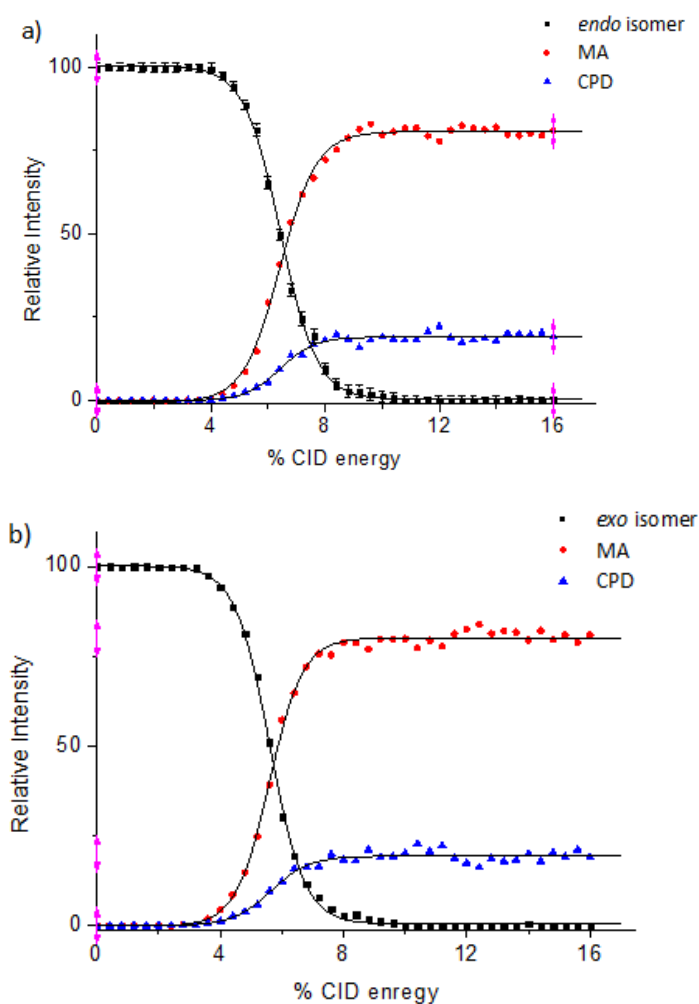 a)
endo isomer
MA
CPD
100
50
0
Relative Intensity
0 4 8 12 16
% CID energy
b)
exo isomer
MA
CPD
100
50
0
Relative Intensity
0 4 8 12 16
% CID enregy